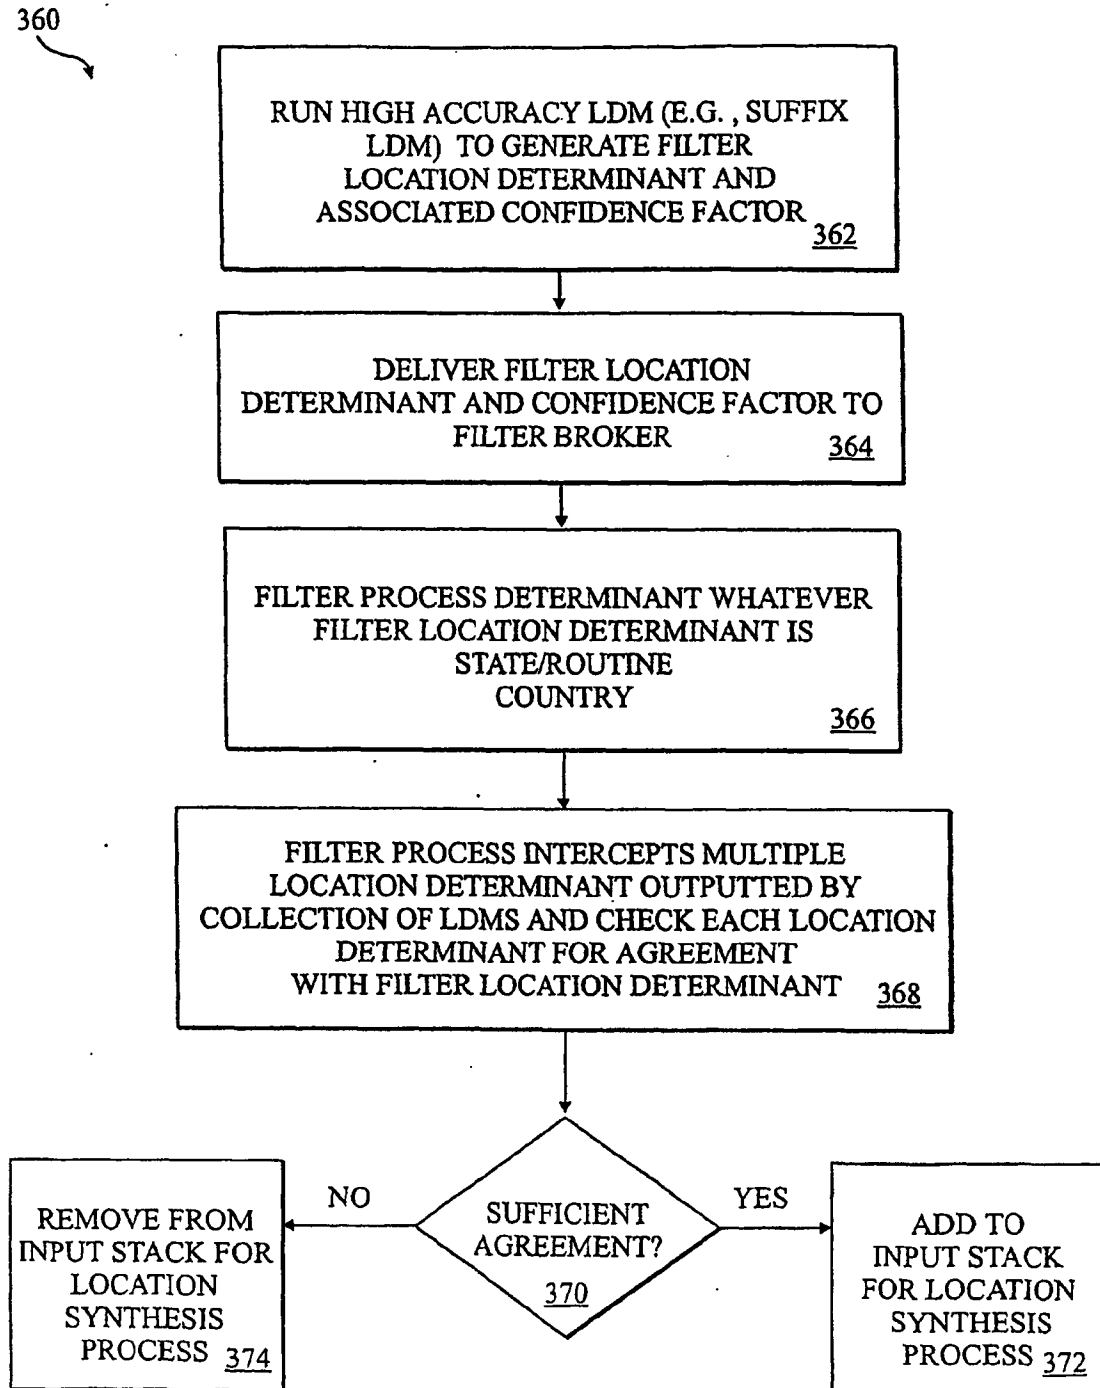 360
RUN HIGH ACCURACY LDM (E.G. , SUFFIX
LDM) TO GENERATE FILTER
LOCATION DETERMINANT AND
ASSOCIATED CONFIDENCE FACTOR
362
DELIVER FILTER LOCATION
DETERMINANT AND CONFIDENCE FACTOR TO
FILTER BROKER
364
FILTER PROCESS DETERMINANT WHATEVER
FILTER LOCATION DETERMINANT IS
STATE/ROUTINE
COUNTRY
366
FILTER PROCESS INTERCEPTS MULTIPLE
LOCATION DETERMINANT OUTPUTTED BY
COLLECTION OF LDMS AND CHECK EACH LOCATION
DETERMINANT FOR AGREEMENT
WITH FILTER LOCATION DETERMINANT 368
SUFFICIENT
AGREEMENT?
370
NO
REMOVE FROM
INPUT STACK FOR
LOCATION
SYNTHESIS
PROCESS 374
YES
ADD TO
INPUT STACK
FOR LOCATION
SYNTHESIS
PROCESS 372